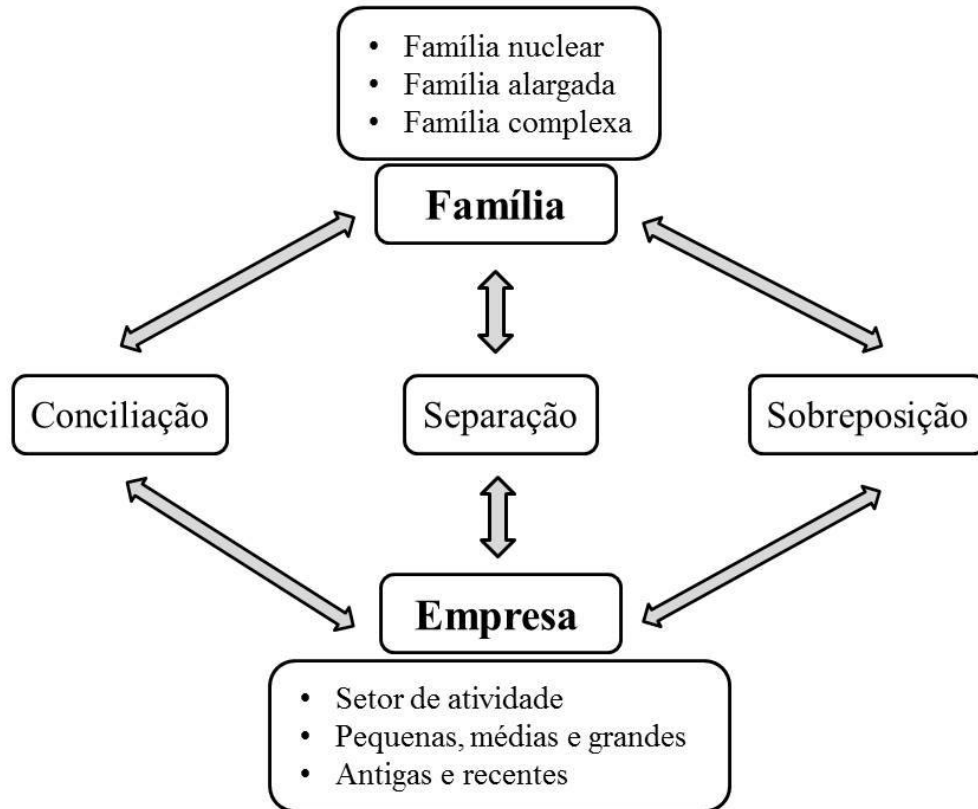 • Família nuclear
• Família alargada
• Família complexa
Família
Conciliação
Separação
Sobreposição
Empresa
• Setor de atividade
• Pequenas, médias e grandes
• Antigas e recentes